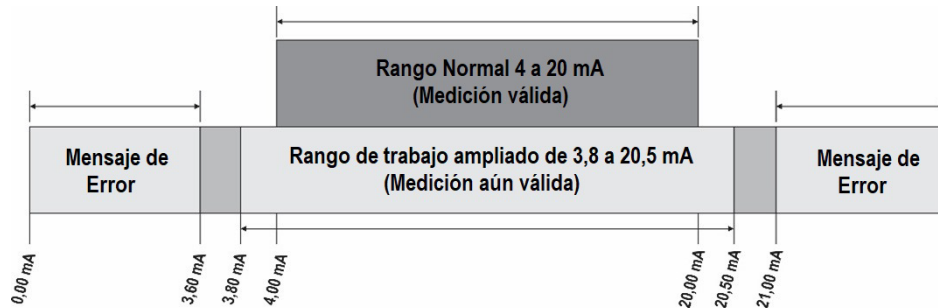 Rango Normal 4 a 20 mA
(Medición válida)
Mensaje de
Error
Rango de trabajo ampliado de 3,8 a 20,5 mA
(Medición aún válida)
Mensaje de
Error
0,00 mA
3,60 mA
3,80 mA
4,00 mA
20,00 mA
20,50 mA
21,00 mA